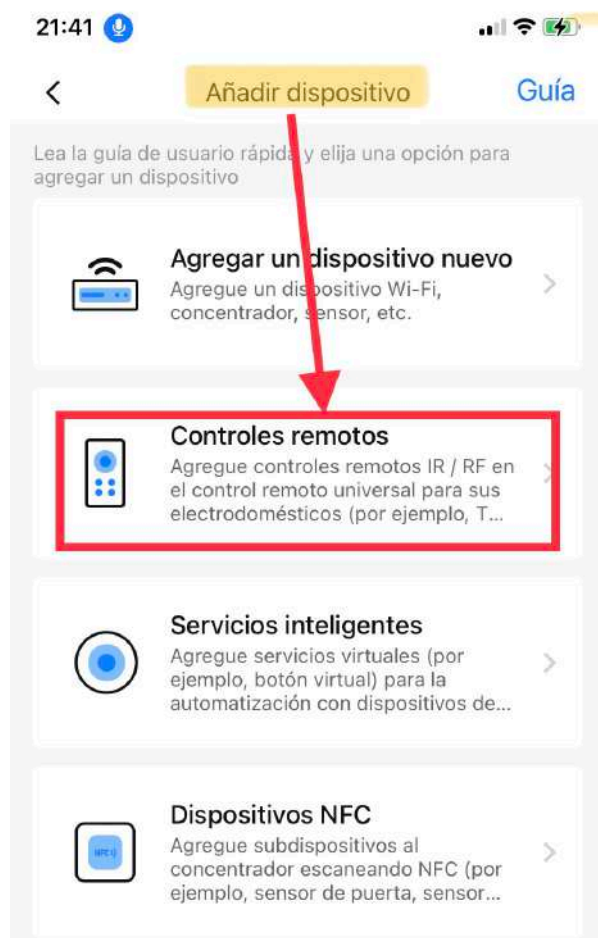 21:41
Añadir dispositivo
Guía
Lea la guía de usuario rápida y elija una opción para
agregar un dispositivo
Agregar un dispositivo nuevo
Agregue un dispositivo Wi-Fi,
concentrador, sensor, etc.
Controles remotos
Agregue controles remotos IR / RF en
el control remoto universal para sus
electrodomésticos (por ejemplo, T...
Servicios inteligentes
Agregue servicios virtuales (por
ejemplo, botón virtual) para la
automatización con dispositivos de...
Dispositivos NFC
NFC
Agregue subdispositivos al
concentrador escaneando NFC (por
ejemplo, sensor de puerta, sensor...